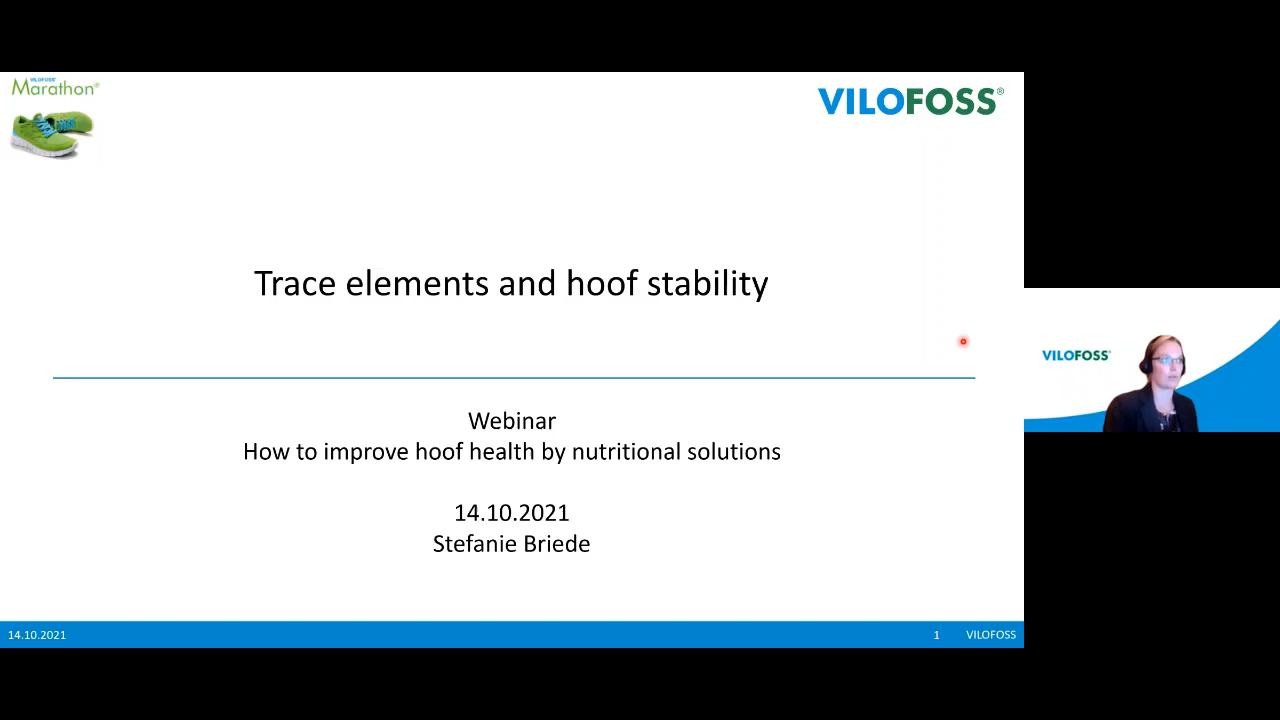 VILOFOSS®
Marathon®
VILOFOSS®
Trace elements and hoof stability
VILOFOSS®
Webinar
How to improve hoof health by nutritional solutions
14.10.2021
Stefanie Briede
14.10.2021
1
VILOFOSS